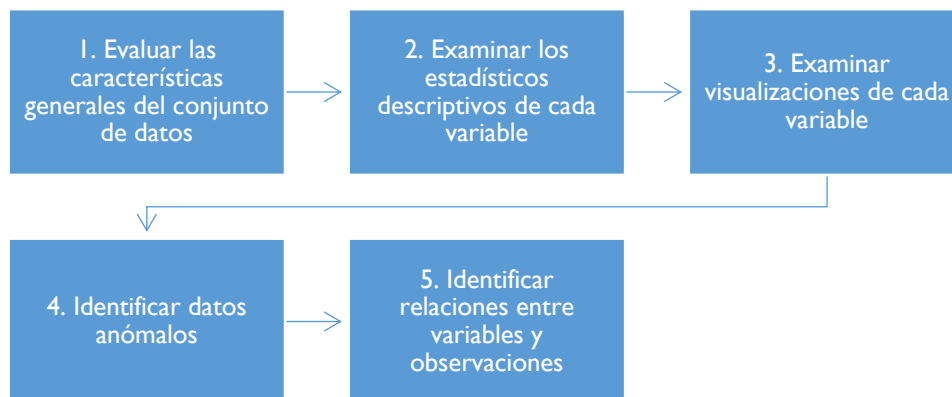 1. Evaluar las
características
generales del conjunto
de datos
2. Examinar los
estadísticos
descriptivos de cada
variable
3. Examinar
visualizaciones de cada
variable
4. Identificar datos
anómalos
5. Identificar
relaciones entre
variables y
observaciones